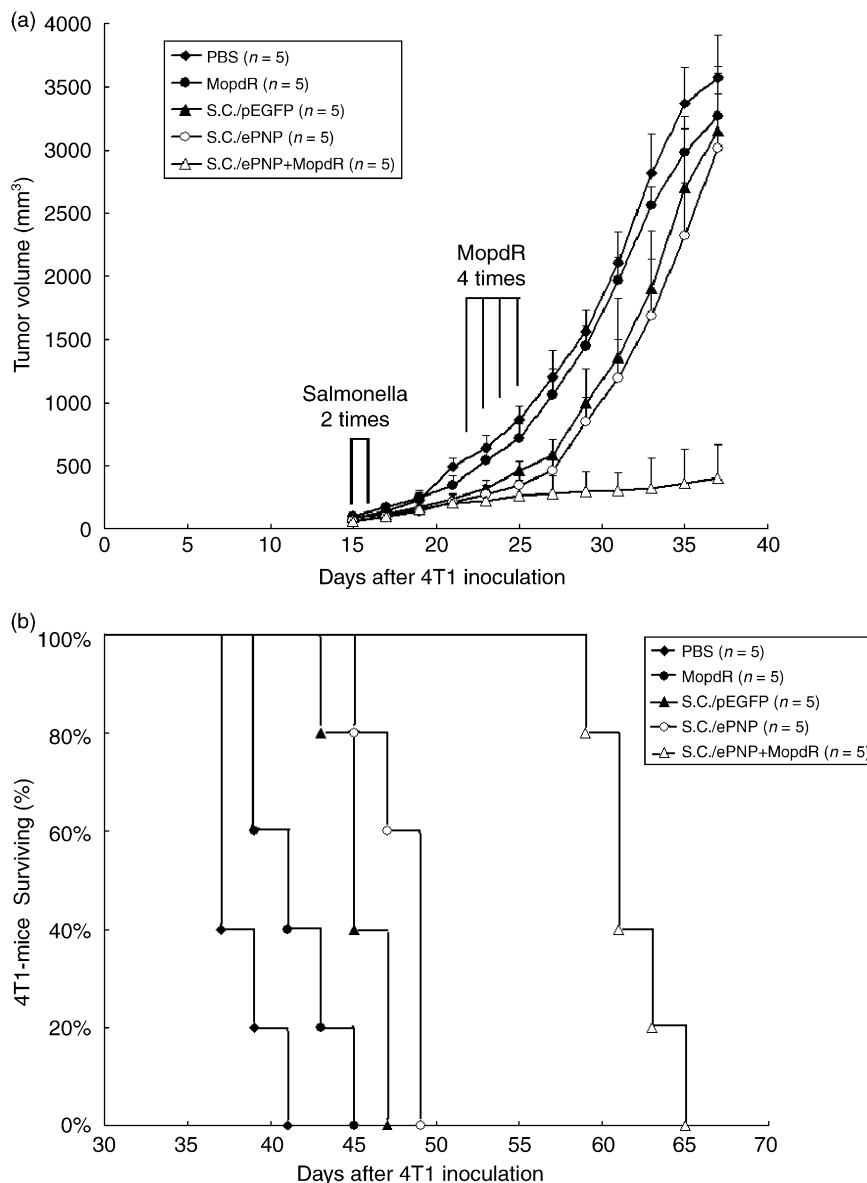 (a)
4000
3500
3000
2500
2000
1500
1000
500
0
Tumor volume (mm³)
PBS (n = 5)
MopdR (n = 5)
S.C./pEGFP (n = 5)
S.C./ePNP (n = 5)
S.C./ePNP+MopdR (n = 5)
MopdR
4 times
Salmonella
2 times
0 5 10 15 20 25 30 35 40
Days after 4T1 inoculation
(b)
100%
80%
60%
40%
20%
0%
4T1-mice Surviving (%)
PBS (n = 5)
MopdR (n = 5)
S.C./pEGFP (n = 5)
S.C./ePNP (n = 5)
S.C./ePNP+MopdR (n = 5)
30 35 40 45 50 55 60 65 70
Days after 4T1 inoculation